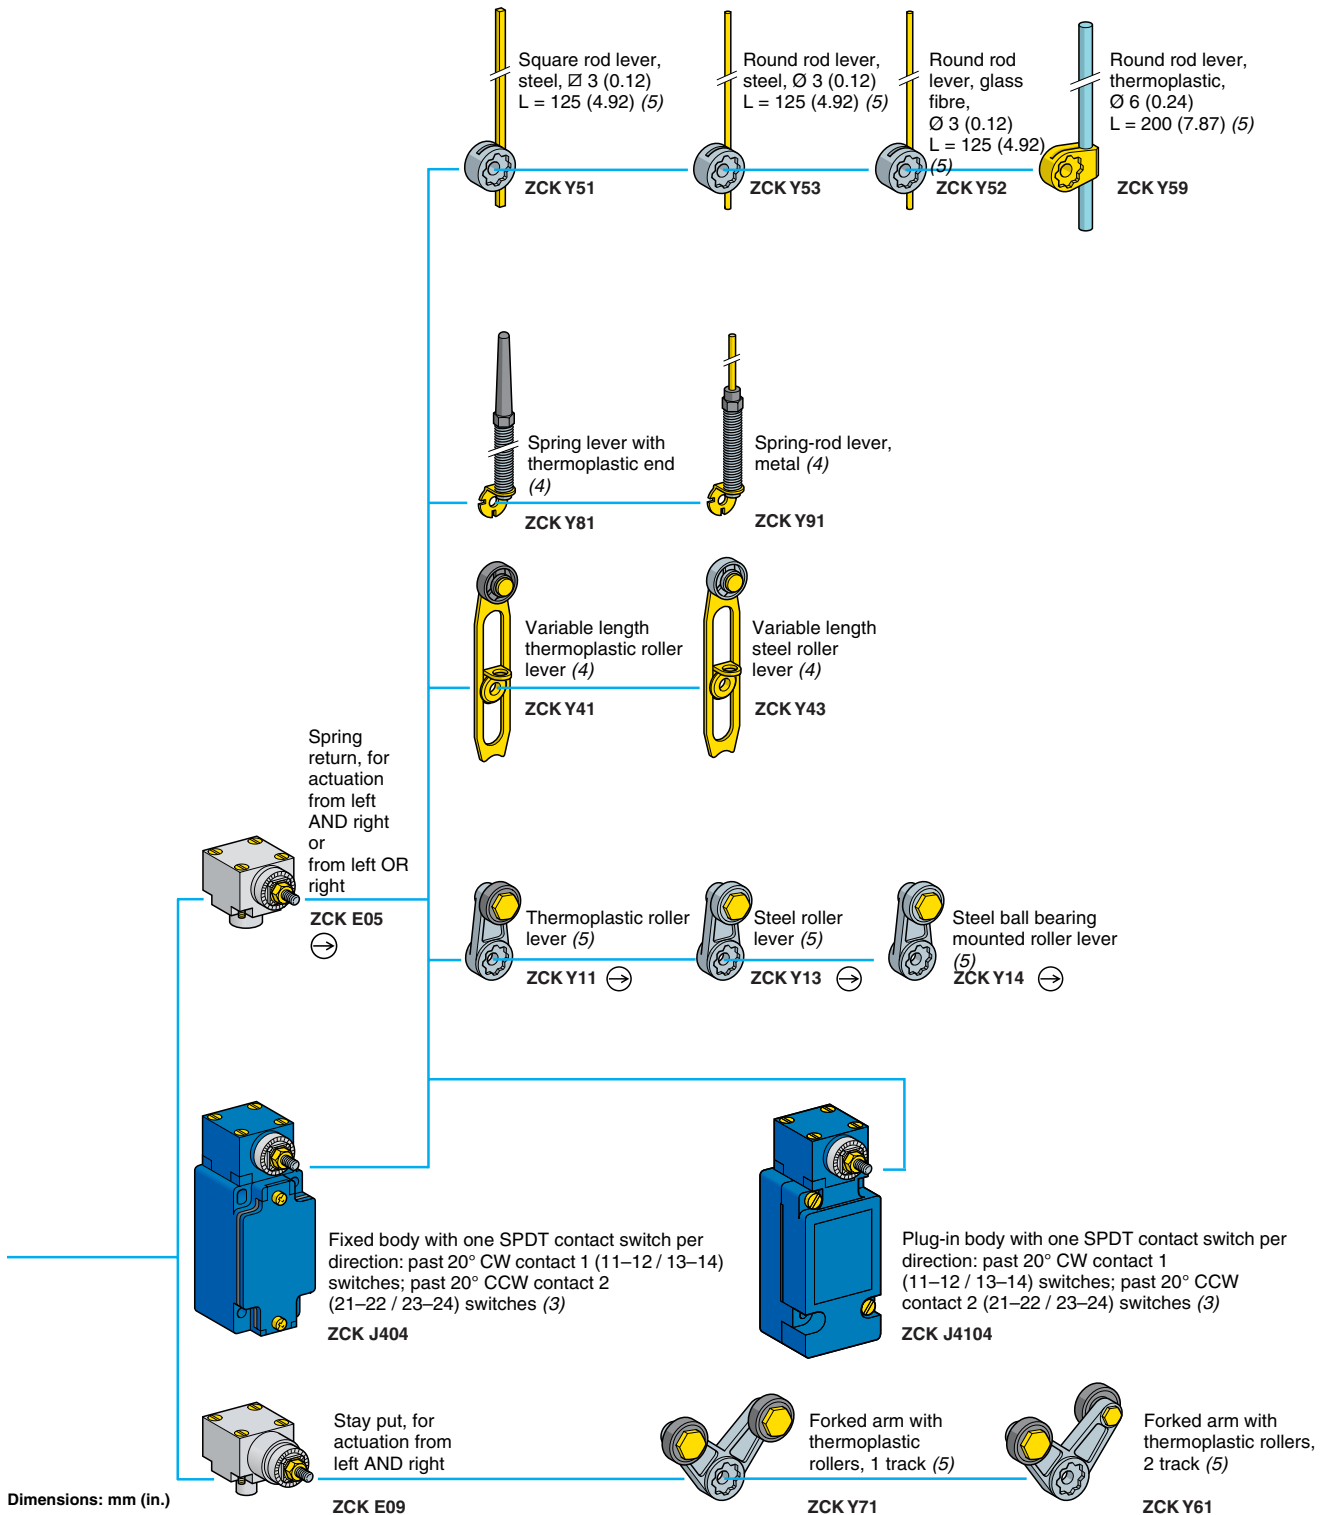 Square rod lever,
steel, ☐ 3 (0.12)
L = 125 (4.92) (5)
ZCK Y51
Round rod lever,
steel, Ø 3 (0.12)
L = 125 (4.92) (5)
ZCK Y53
Round rod
lever, glass
fibre,
Ø 3 (0.12)
L = 125 (4.92)
(5)
ZCK Y52
Round rod lever,
thermoplastic,
Ø 6 (0.24)
L = 200 (7.87) (5)
ZCK Y59
Spring lever with
thermoplastic end
(4)
ZCK Y81
Spring-rod lever,
metal (4)
ZCK Y91
Variable length
thermoplastic roller
lever (4)
ZCK Y41
Variable length
steel roller
lever (4)
ZCK Y43
Spring
return, for
actuation
from left
AND right
or
from left OR
right
ZCK E05
Thermoplastic roller
lever (5)
ZCK Y11
Steel roller
lever (5)
ZCK Y13
Steel ball bearing
mounted roller lever
(5)
ZCK Y14
Fixed body with one SPDT contact switch per
direction: past 20° CW contact 1 (11–12 / 13–14)
switches; past 20° CCW contact 2
(21–22 / 23–24) switches (3)
ZCK J404
Plug-in body with one SPDT contact switch per
direction: past 20° CW contact 1
(11–12 / 13–14) switches; past 20° CCW
contact 2 (21–22 / 23–24) switches (3)
ZCK J4104
Stay put, for
actuation from
left AND right
ZCK E09
Forked arm with
thermoplastic
rollers, 1 track (5)
ZCK Y71
Forked arm with
thermoplastic rollers,
2 track (5)
ZCK Y61
Dimensions: mm (in.)